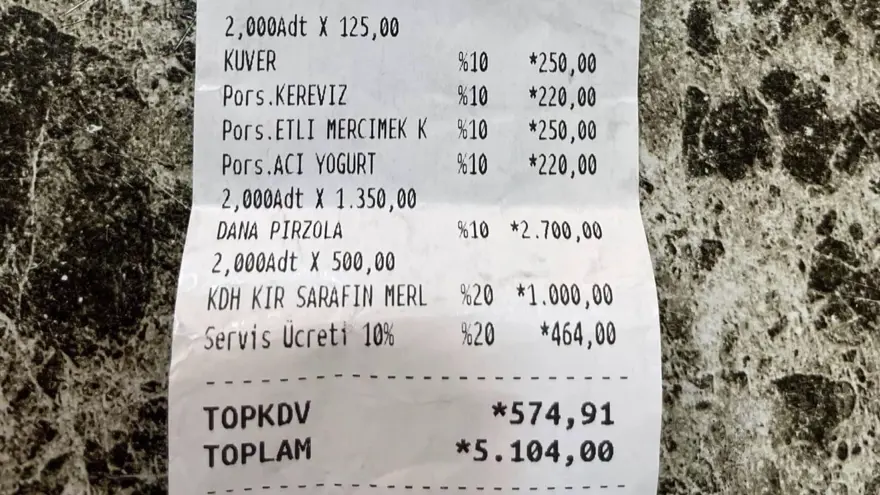 2,000Adt X 125,00
KUVER %10 *250,00
Pors.KEREVIZ %10 *220,00
Pors.ETLI MERCIMEK K %10 *250,00
Pors.ACI YOGURT %10 *220,00
2,000Adt X 1.350,00
DANA PIRZOLA %10 *2.700,00
2,000Adt X 500,00
KDH KIR SARAFIN MERL %20 *1.000,00
Servis Ücreti 10% %20 *464,00
TOPKDV *574,91
TOPLAM *5.104,00